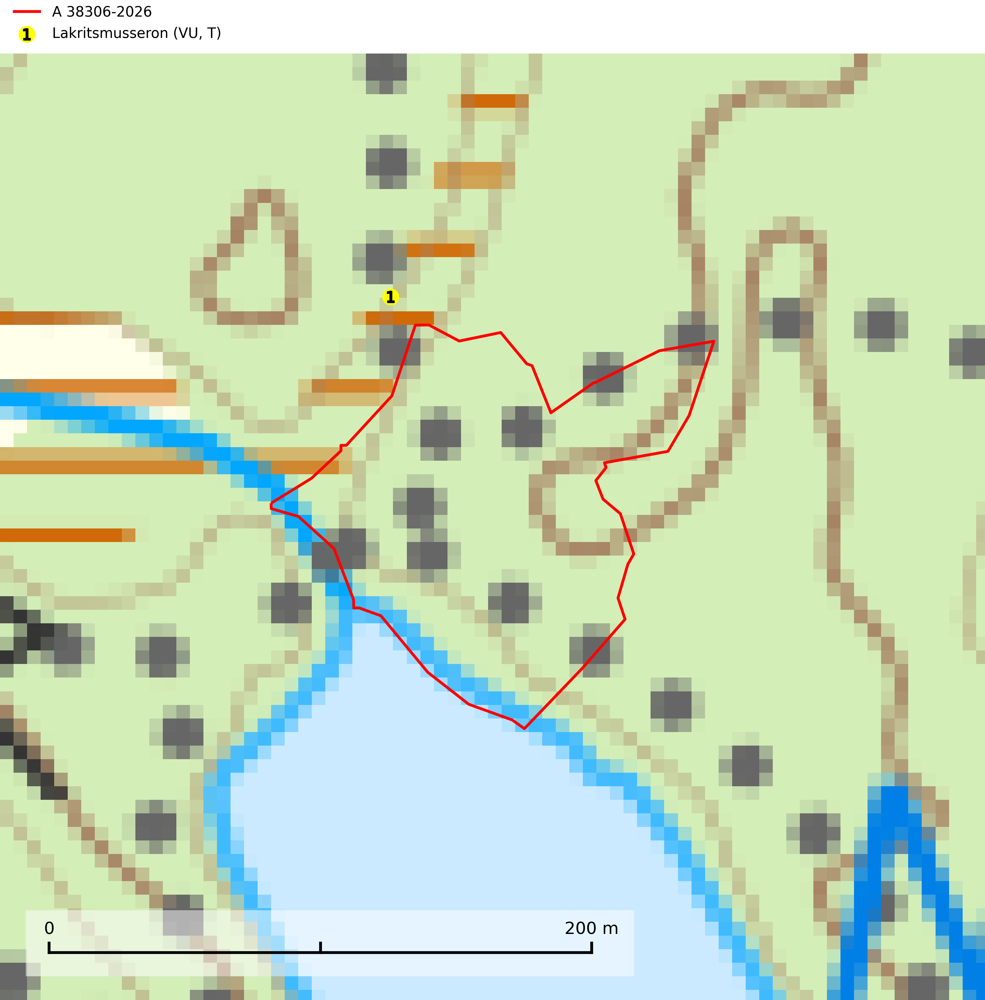 A 38306-2026
1 Lakritsmusseron (VU, T)
1
0 200 m